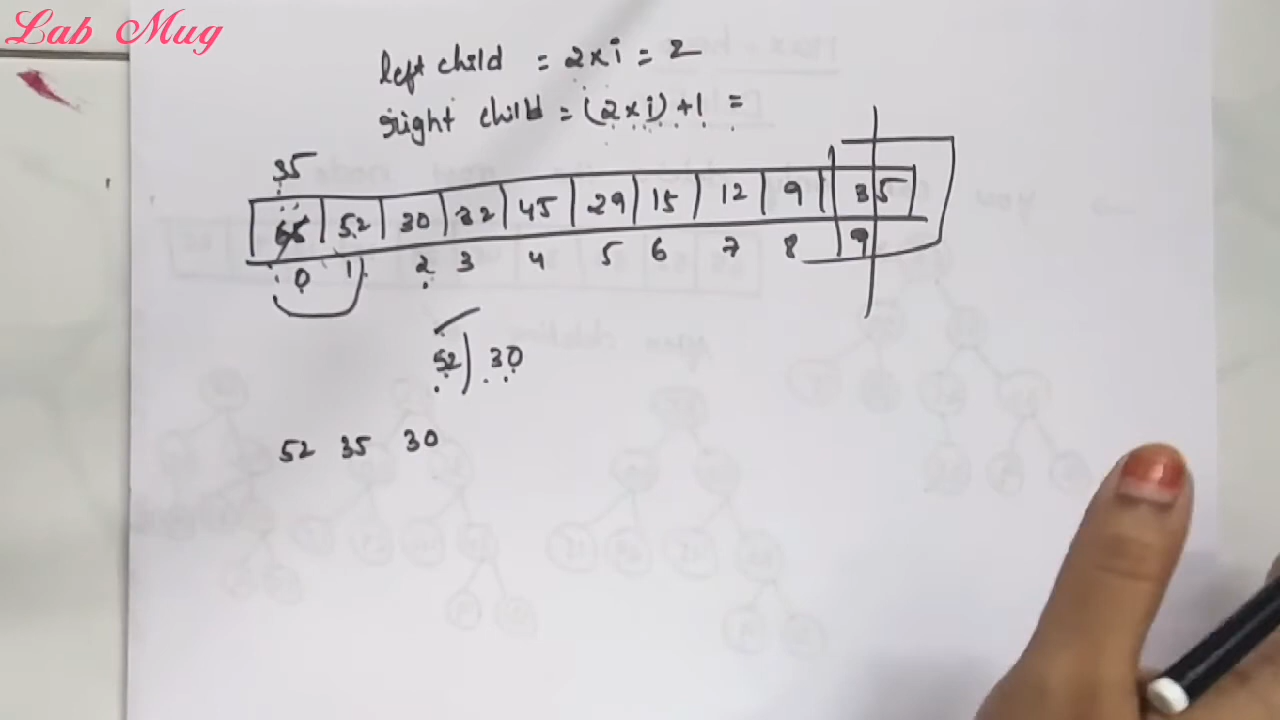 Lab Mug
left child = 2 x i = 2
right child = (2 x i) + 1 =
35
65 52 30 32 45 29 15 12 9 35
0 1 2 3 4 5 6 7 8 9
52 30
52 35 30